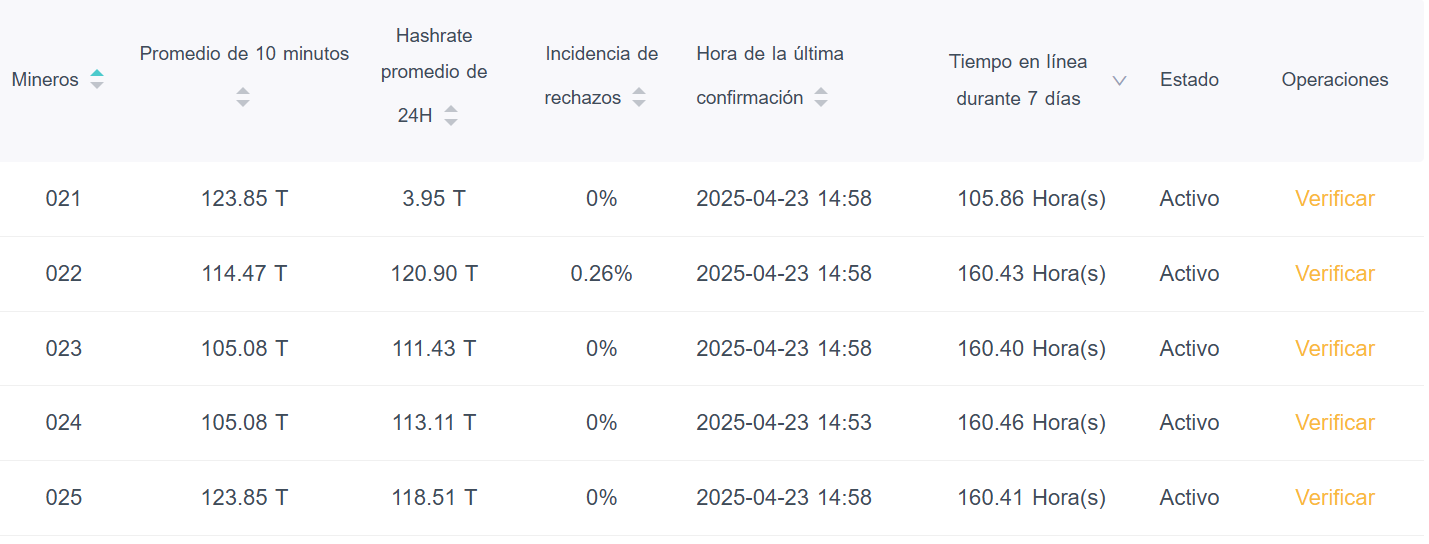 Mineros
Promedio de 10 minutos
Hashrate
promedio de
24H
Incidencia de
rechazos
Hora de la última
confirmación
Tiempo en línea
durante 7 días
Estado
Operaciones
021 123.85 T 3.95 T 0% 2025-04-23 14:58 105.86 Hora(s) Activo Verificar
022 114.47 T 120.90 T 0.26% 2025-04-23 14:58 160.43 Hora(s) Activo Verificar
023 105.08 T 111.43 T 0% 2025-04-23 14:58 160.40 Hora(s) Activo Verificar
024 105.08 T 113.11 T 0% 2025-04-23 14:53 160.46 Hora(s) Activo Verificar
025 123.85 T 118.51 T 0% 2025-04-23 14:58 160.41 Hora(s) Activo Verificar